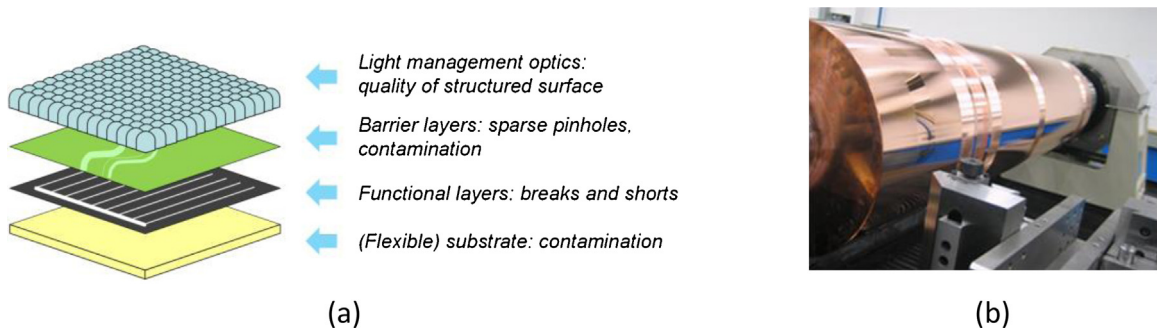 Light management optics:
quality of structured surface
Barrier layers: sparse pinholes,
contamination
Functional layers: breaks and shorts
(Flexible) substrate: contamination
(a)
(b)